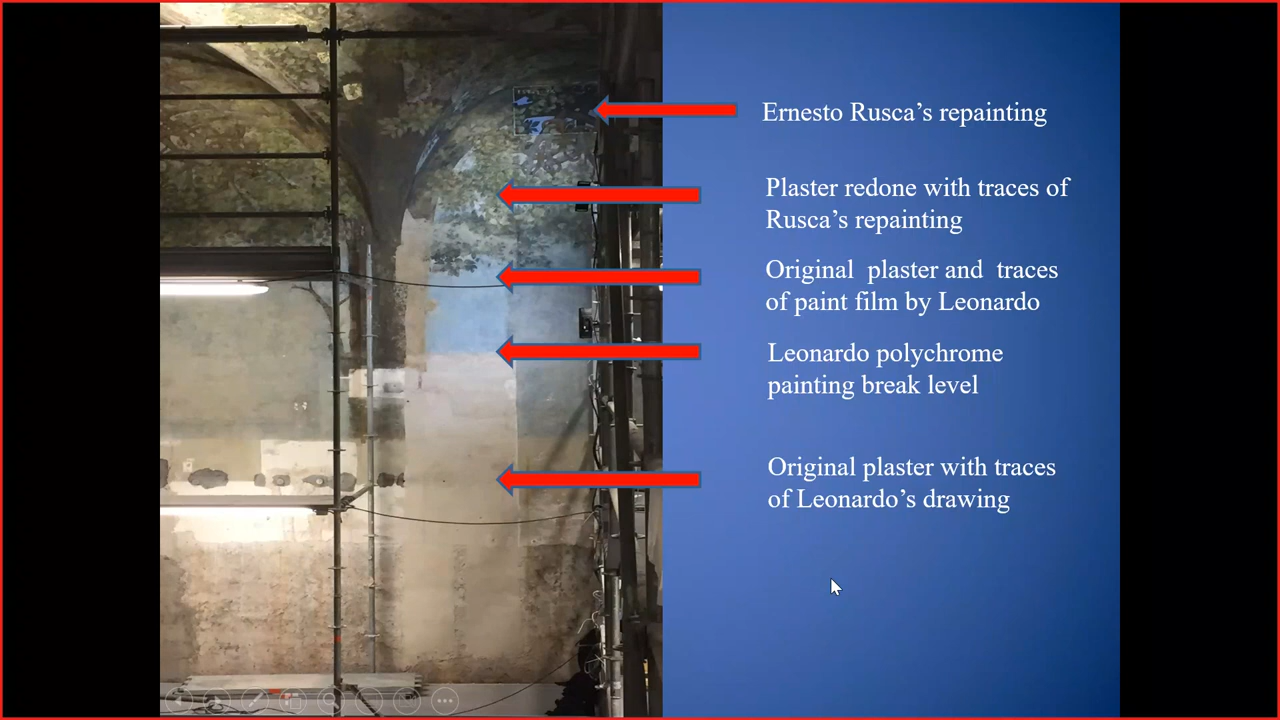 Ernesto Rusca’s repainting
Plaster redone with traces of
Rusca’s repainting
Original plaster and traces
of paint film by Leonardo
Leonardo polychrome
painting break level
Original plaster with traces
of Leonardo’s drawing